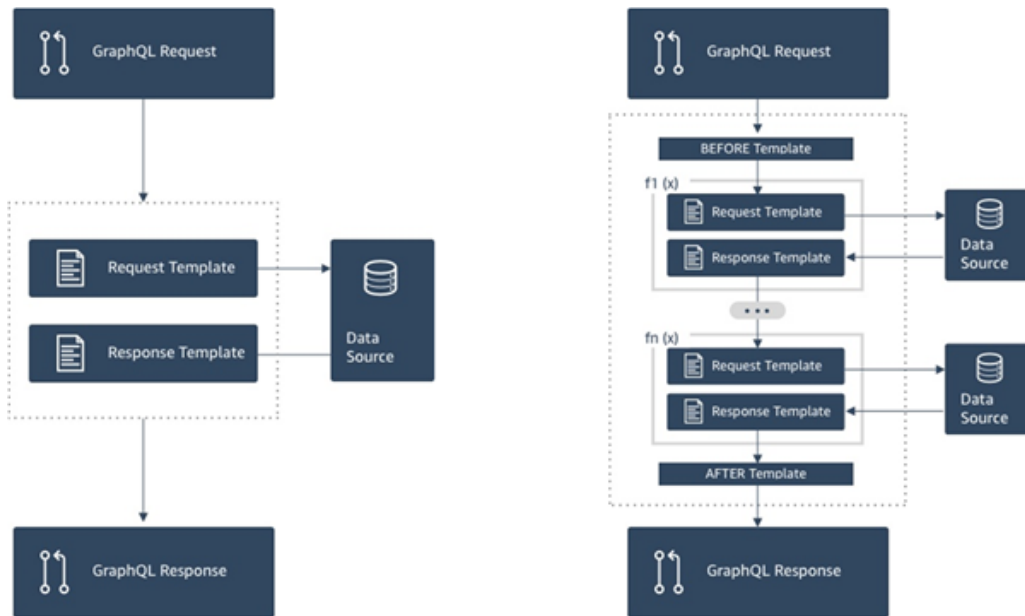 GraphQL Request
Request Template
Response Template
Data
Source
GraphQL Response
GraphQL Request
BEFORE Template
f1 (x)
Request Template
Response Template
Data
Source
fn (x)
Request Template
Response Template
Data
Source
AFTER Template
GraphQL Response